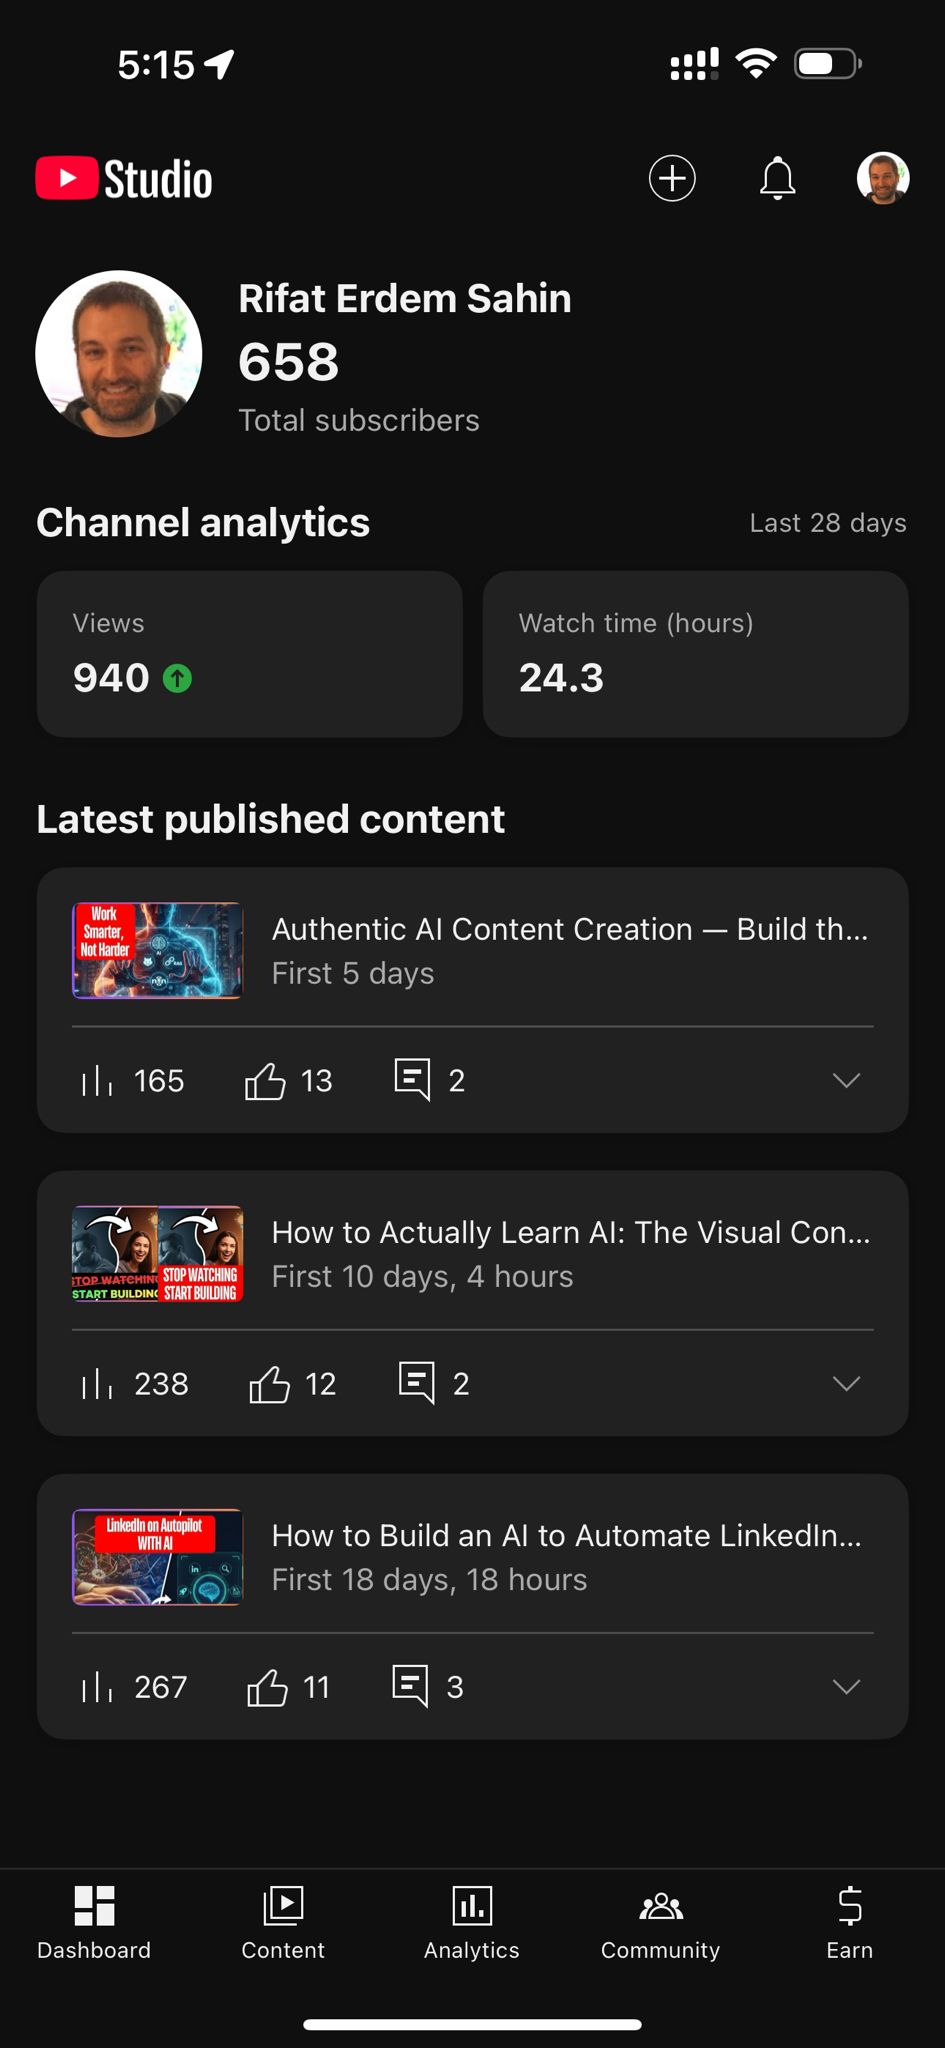 5:15
Studio
Rifat Erdem Sahin
658
Total subscribers
Channel analytics
Last 28 days
Views
Watch time (hours)
940
24.3
Latest published content
Work
Smarter,
Not Harder
AI
n8n
Authentic AI Content Creation — Build th...
First 5 days
165
13
2
STOP WATCHING
START BUILDING
STOP WATCHING
START BUILDING
How to Actually Learn AI: The Visual Con...
First 10 days, 4 hours
238
12
2
LinkedIn on Autopilot
WITH AI
in
How to Build an AI to Automate LinkedIn...
First 18 days, 18 hours
267
11
3
Dashboard
Content
Analytics
Community
Earn